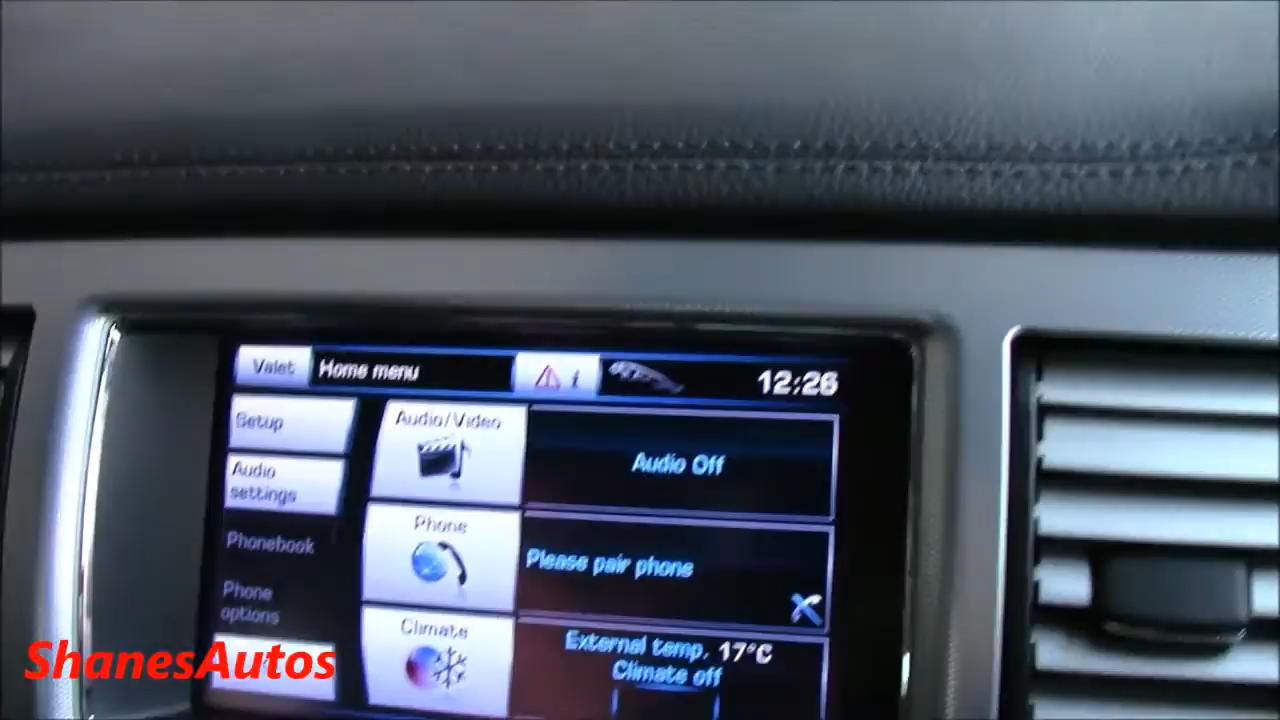 Valet
Home menu
i
12:26
Setup
Audio
settings
Phonebook
Phone
options
Audio/Video
Audio Off
Phone
Please pair phone
Climate
External temp. 17°C
Climate off
ShanesAutos